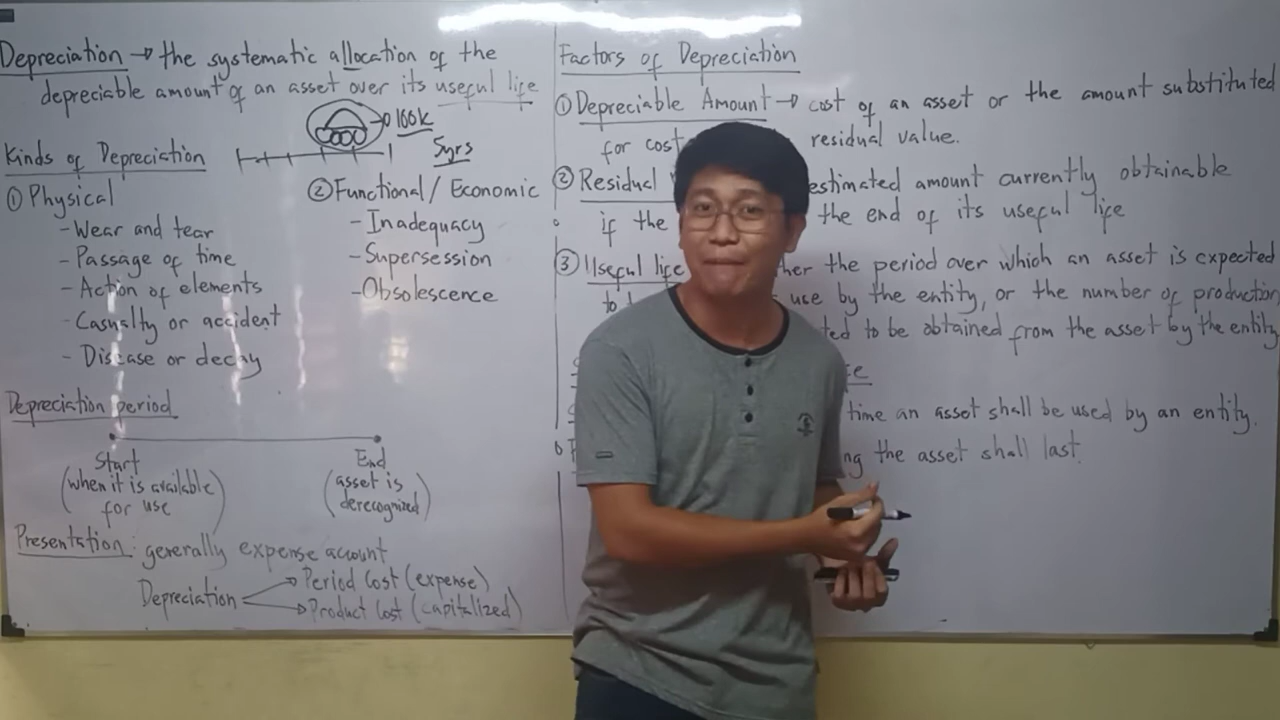 Depreciation → the systematic allocation of the
depreciable amount of an asset over its useful life
100k
5yrs
Kinds of Depreciation
① Physical
- Wear and tear
- Passage of time
- Action of elements
- Casualty or accident
- Disease or decay
② Functional / Economic
- Inadequacy
- Supersession
- Obsolescence
Depreciation period
Start
(when it is available
for use)
End
(asset is
derecognized)
Presentation: generally expense account
Depreciation → Period Cost (expense)
→ Product Cost (capitalized)
Factors of Depreciation
① Depreciable Amount → cost of an asset or the amount substituted
for cost residual value.
② Residual estimated amount currently obtainable
if the the end of its useful life
③ Useful life the period over which an asset is expected
use by the entity, or the number of production
to be obtained from the asset by the entity
time an asset shall be used by an entity.
the asset shall last.